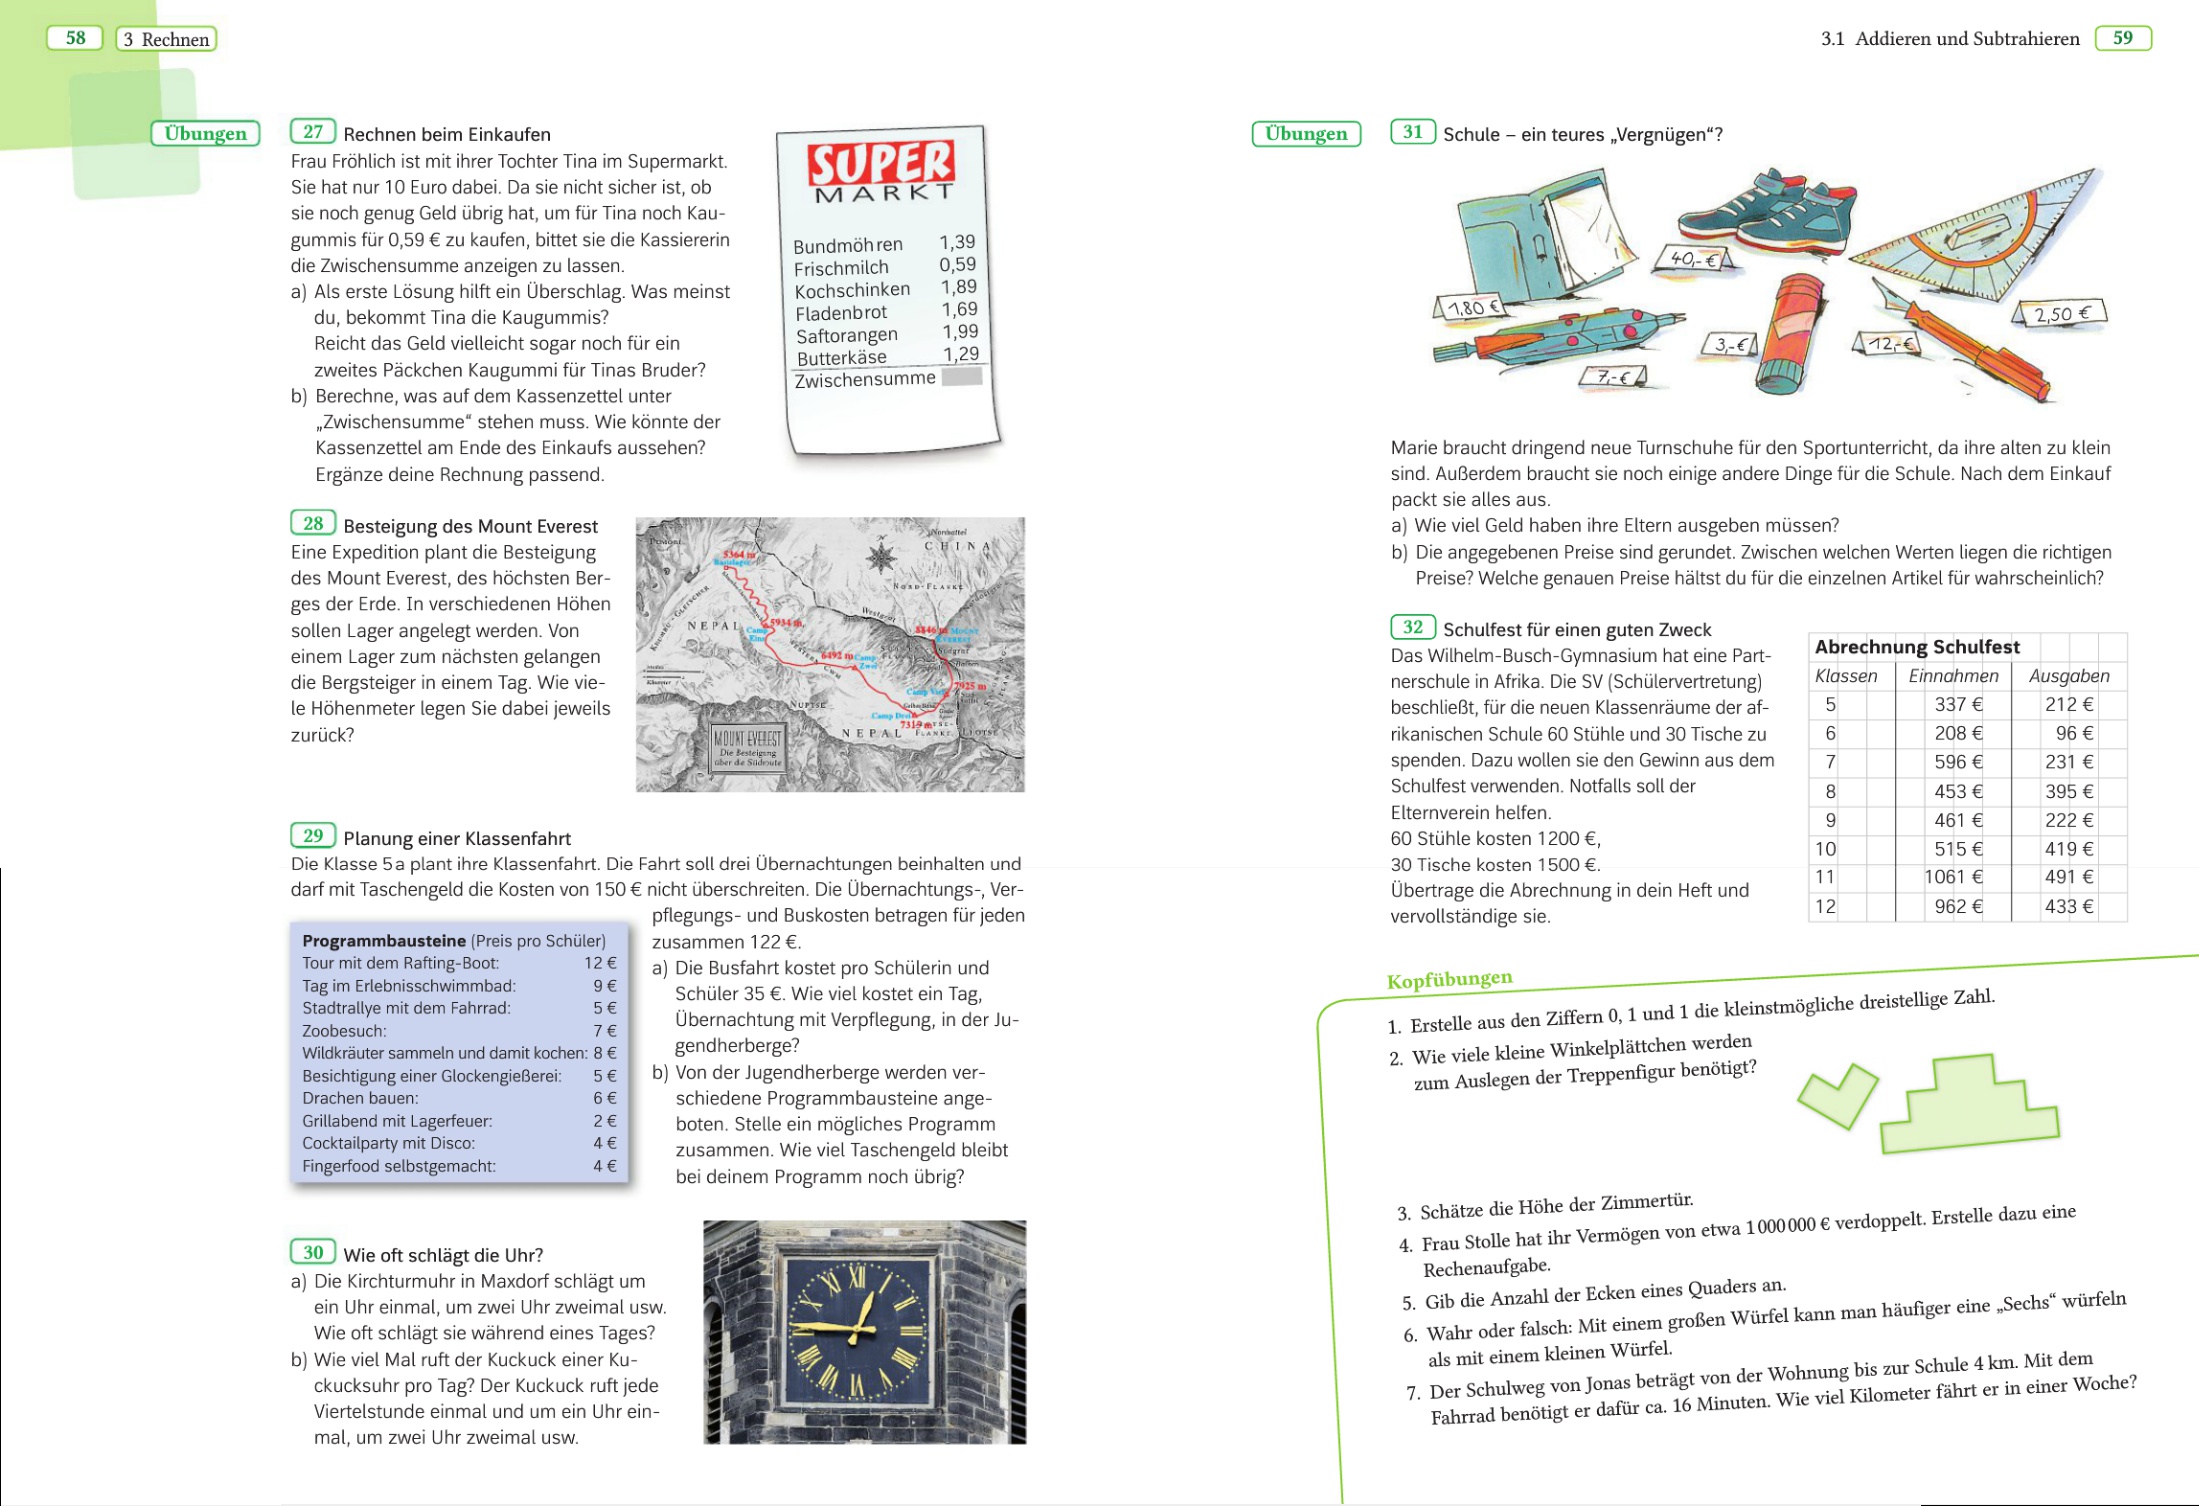 58
3 Rechnen
Übungen
27 Rechnen beim Einkaufen
Frau Fröhlich ist mit ihrer Tochter Tina im Supermarkt.
Sie hat nur 10 Euro dabei. Da sie nicht sicher ist, ob
sie noch genug Geld übrig hat, um für Tina noch Kau-
gummis für 0,59 € zu kaufen, bittet sie die Kassiererin
die Zwischensumme anzeigen zu lassen.
a) Als erste Lösung hilft ein Überschlag. Was meinst
du, bekommt Tina die Kaugummis?
Reicht das Geld vielleicht sogar noch für ein
zweites Päckchen Kaugummi für Tinas Bruder?
b) Berechne, was auf dem Kassenzettel unter
„Zwischensumme“ stehen muss. Wie könnte der
Kassenzettel am Ende des Einkaufs aussehen?
Ergänze deine Rechnung passend.
SUPER
MARKT
Bundmöhren 1,39
Frischmilch 0,59
Kochschinken 1,89
Fladenbrot 1,69
Saftorangen 1,99
Butterkäse 1,29
Zwischensumme
28 Besteigung des Mount Everest
Eine Expedition plant die Besteigung
des Mount Everest, des höchsten Ber-
ges der Erde. In verschiedenen Höhen
sollen Lager angelegt werden. Von
einem Lager zum nächsten gelangen
die Bergsteiger in einem Tag. Wie vie-
le Höhenmeter legen Sie dabei jeweils
zurück?
CHINA
5364 m
Basislager
NORD-FLANKE
Westgrat
NEPAL
5934 m
Camp
Eins
8846 m MOUNT
EVEREST
Südgrat
6492 m Camp
Zwei
Camp Vier 7925 m
NUPTSE
Camp Drei
7319 m
NEPAL FLANKE LHOTSE
MOUNT EVEREST
Die Besteigung
über die Südroute
29 Planung einer Klassenfahrt
Die Klasse 5a plant ihre Klassenfahrt. Die Fahrt soll drei Übernachtungen beinhalten und
darf mit Taschengeld die Kosten von 150 € nicht überschreiten. Die Übernachtungs-, Ver-
pflegungs- und Buskosten betragen für jeden
zusammen 122 €.
a) Die Busfahrt kostet pro Schülerin und
Schüler 35 €. Wie viel kostet ein Tag,
Übernachtung mit Verpflegung, in der Ju-
gendherberge?
b) Von der Jugendherberge werden ver-
schiedene Programmbausteine ange-
boten. Stelle ein mögliches Programm
zusammen. Wie viel Taschengeld bleibt
bei deinem Programm noch übrig?
Programmbausteine (Preis pro Schüler)
Tour mit dem Rafting-Boot: 12 €
Tag im Erlebnisschwimmbad: 9 €
Stadtrallye mit dem Fahrrad: 5 €
Zoobesuch: 7 €
Wildkräuter sammeln und damit kochen: 8 €
Besichtigung einer Glockengießerei: 5 €
Drachen bauen: 6 €
Grillabend mit Lagerfeuer: 2 €
Cocktailparty mit Disco: 4 €
Fingerfood selbstgemacht: 4 €
30 Wie oft schlägt die Uhr?
a) Die Kirchturmuhr in Maxdorf schlägt um
ein Uhr einmal, um zwei Uhr zweimal usw.
Wie oft schlägt sie während eines Tages?
b) Wie viel Mal ruft der Kuckuck einer Ku-
ckucksuhr pro Tag? Der Kuckuck ruft jede
Viertelstunde einmal und um ein Uhr ein-
mal, um zwei Uhr zweimal usw.
3.1 Addieren und Subtrahieren
59
Übungen
31 Schule – ein teures „Vergnügen“?
40,- €
1,80 €
2,50 €
3,- €
12,- €
7,- €
Marie braucht dringend neue Turnschuhe für den Sportunterricht, da ihre alten zu klein
sind. Außerdem braucht sie noch einige andere Dinge für die Schule. Nach dem Einkauf
packt sie alles aus.
a) Wie viel Geld haben ihre Eltern ausgeben müssen?
b) Die angegebenen Preise sind gerundet. Zwischen welchen Werten liegen die richtigen
Preise? Welche genauen Preise hältst du für die einzelnen Artikel für wahrscheinlich?
32 Schulfest für einen guten Zweck
Das Wilhelm-Busch-Gymnasium hat eine Part-
nerschule in Afrika. Die SV (Schülervertretung)
beschließt, für die neuen Klassenräume der af-
rikanischen Schule 60 Stühle und 30 Tische zu
spenden. Dazu wollen sie den Gewinn aus dem
Schulfest verwenden. Notfalls soll der
Elternverein helfen.
60 Stühle kosten 1200 €,
30 Tische kosten 1500 €.
Übertrage die Abrechnung in dein Heft und
vervollständige sie.
Abrechnung Schulfest
Klassen Einnahmen Ausgaben
5 337 € 212 €
6 208 € 96 €
7 596 € 231 €
8 453 € 395 €
9 461 € 222 €
10 515 € 419 €
11 1061 € 491 €
12 962 € 433 €
Kopfübungen
1. Erstelle aus den Ziffern 0, 1 und 1 die kleinstmögliche dreistellige Zahl.
2. Wie viele kleine Winkelplättchen werden
zum Auslegen der Treppenfigur benötigt?
3. Schätze die Höhe der Zimmertür.
4. Frau Stolle hat ihr Vermögen von etwa 1 000 000 € verdoppelt. Erstelle dazu eine
Rechenaufgabe.
5. Gib die Anzahl der Ecken eines Quaders an.
6. Wahr oder falsch: Mit einem großen Würfel kann man häufiger eine „Sechs“ würfeln
als mit einem kleinen Würfel.
7. Der Schulweg von Jonas beträgt von der Wohnung bis zur Schule 4 km. Mit dem
Fahrrad benötigt er dafür ca. 16 Minuten. Wie viel Kilometer fährt er in einer Woche?